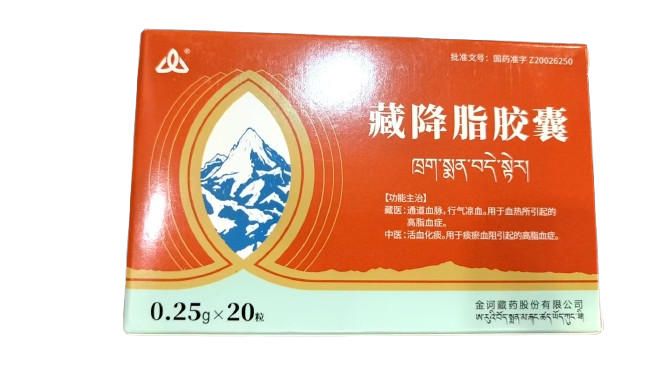 ®
批准文号：国药准字 Z20026250
藏降脂胶囊
ཁྲག་སྨན་བདེ་སྟེར།
【功能主治】
藏医：通道血脉，行气凉血。用于血热所引起的
高脂血症。
中医：活血化痰。用于痰瘀血阻引起的高脂血症。
0.25g×20粒
金诃藏药股份有限公司